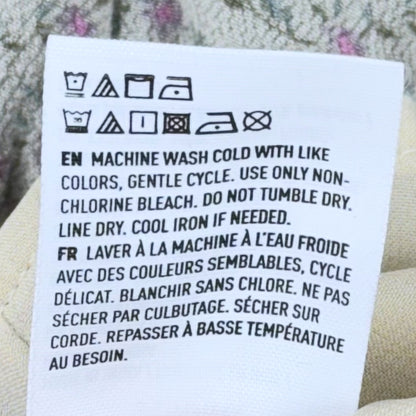 EN MACHINE WASH COLD WITH LIKE
COLORS, GENTLE CYCLE. USE ONLY NON-
CHLORINE BLEACH. DO NOT TUMBLE DRY.
LINE DRY. COOL IRON IF NEEDED.
FR LAVER À LA MACHINE À L'EAU FROIDE
AVEC DES COULEURS SEMBLABLES, CYCLE
DÉLICAT. BLANCHIR SANS CHLORE. NE PAS
SÉCHER PAR CULBUTAGE. SÉCHER SUR
CORDE. REPASSER À BASSE TEMPÉRATURE
AU BESOIN.